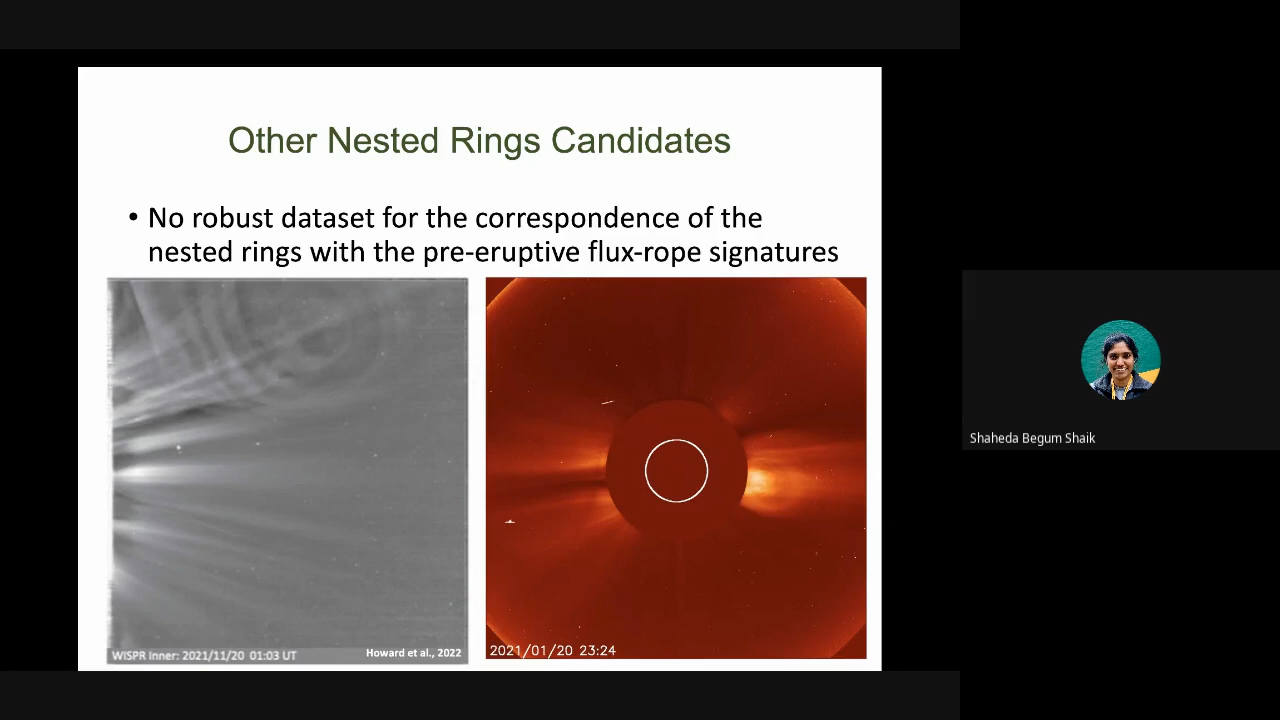 Other Nested Rings Candidates
• No robust dataset for the correspondence of the
nested rings with the pre-eruptive flux-rope signatures
WISPR Inner: 2021/11/20 01:03 UT
Howard et al., 2022
2021/01/20 23:24
Shaheda Begum Shaik